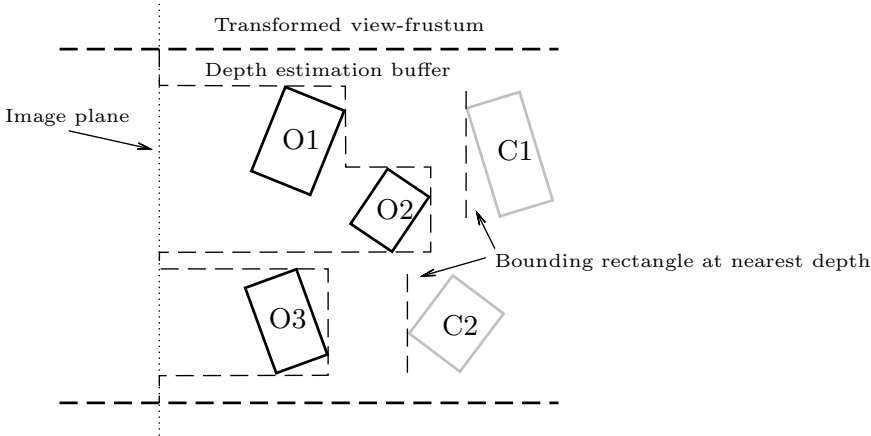 Transformed view-frustum
Depth estimation buffer
Image plane
O1
C1
O2
Bounding rectangle at nearest depth
O3
C2